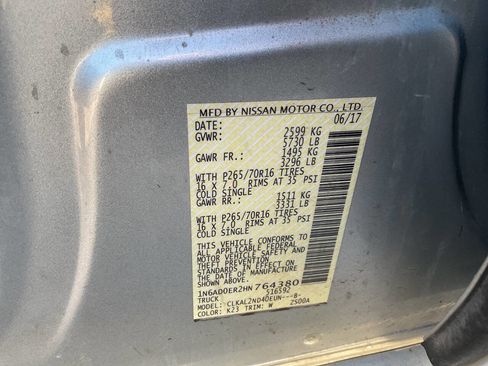 MFD BY NISSAN MOTOR CO., LTD.
DATE: 06/17
GVWR: 2599 KG
5730 LB
GAWR FR.: 1495 KG
3296 LB
WITH P265/70R16 TIRES
16 X 7.0 RIMS AT 35 PSI
COLD SINGLE
GAWR RR.: 1511 KG
3331 LB
WITH P265/70R16 TIRES
16 X 7.0 RIMS AT 35 PSI
COLD SINGLE
THIS VEHICLE CONFORMS TO
ALL APPLICABLE FEDERAL
MOTOR VEHICLE SAFETY AND
STANDARDS IN EFFECT ON
THE DATE OF MANUFACTURE
SHOWN ABOVE.
1N6AD0ER2HN764380
TRUCK 516592
MODEL: CLKAL2ND40EUN---B-
COLOR: K23 TRIM: W 2500A